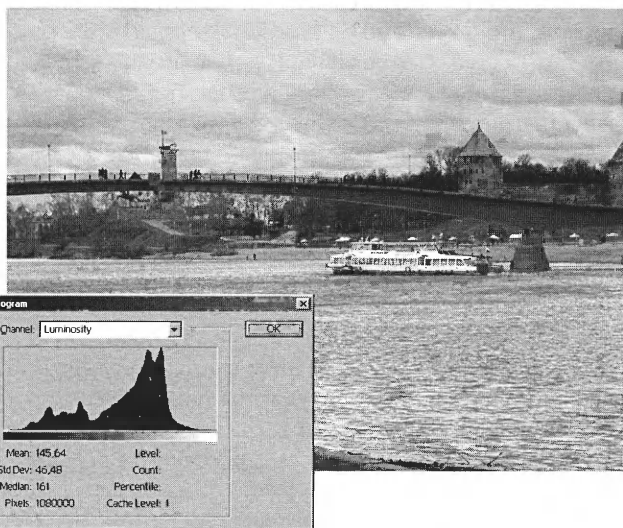 ogram
Channel: Luminosity
OK
Mean: 145,64
Level:
Std Dev: 46,48
Count:
Median: 161
Percentile:
Pixels: 1080000
Cache Level: 1